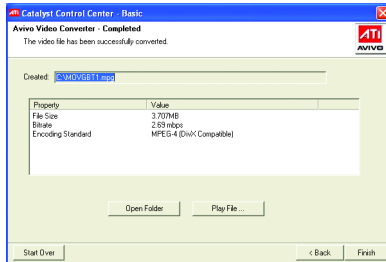 ATI Catalyst Control Center - Basic
Avivo Video Converter - Completed
The video file has been successfully converted.
ATI
AVIVO
Created: C:\MOVGBT1.mpg
Property Value
File Size 3.707MB
Bitrate 2.69 mbps
Encoding Standard MPEG-4 (DivX Compatible)
Open Folder Play File ...
Start Over < Back Finish